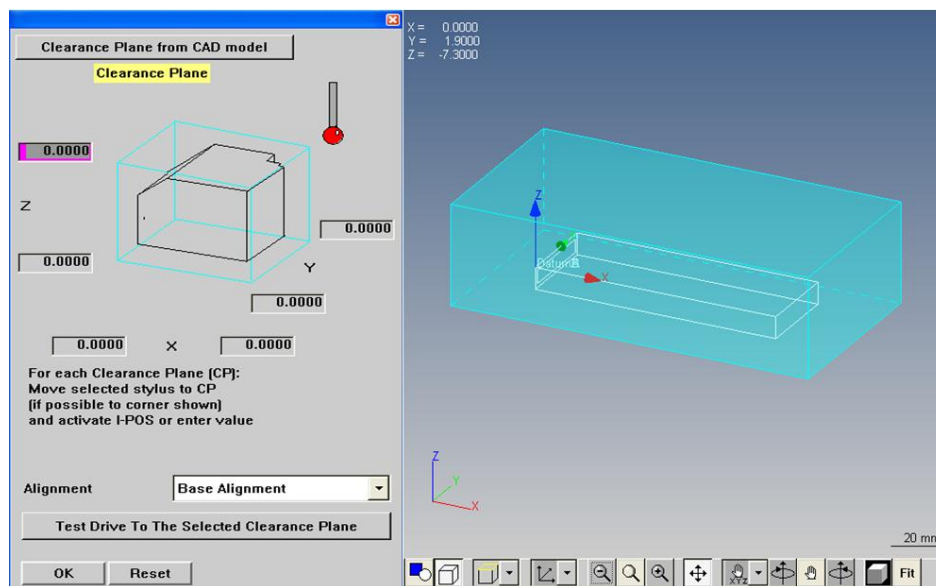 Clearance Plane from CAD model
Clearance Plane
0.0000
Z
0.0000
0.0000
Y
0.0000
0.0000
X
0.0000
For each Clearance Plane (CP):
Move selected stylus to CP
(if possible to corner shown)
and activate I-POS or enter value
Alignment
Base Alignment
Test Drive To The Selected Clearance Plane
OK
Reset
X = 0.0000
Y = 1.9000
Z = -7.3000
Z
X
Z
Y
X
20 mm
XYZ
Fit